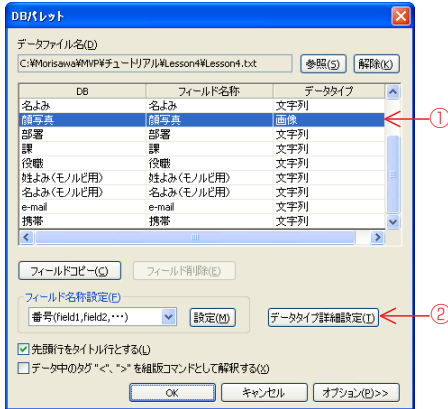 DBパレット
データファイル名(D)
C:¥Morisawa¥MVP¥チュートリアル¥Lesson4¥Lesson4.txt 参照(S) 解除(K)
DB フィールド名称 データタイプ
名よみ 名よみ 文字列
顔写真 顔写真 画像 ①
部署 部署 文字列
課 課 文字列
役職 役職 文字列
姓よみ(モノルビ用) 姓よみ(モノルビ用) 文字列
名よみ(モノルビ用) 名よみ(モノルビ用) 文字列
e-mail e-mail 文字列
携帯 携帯 文字列
フィールドコピー(C) フィールド削除(E)
フィールド名称設定(F)
番号(field1,field2,・・・) 設定(M) データタイプ詳細設定(T) ②
先頭行をタイトル行とする(L)
データ中のタグ "<"、">" を組版コマンドとして解釈する(X)
OK キャンセル オプション(P)>>